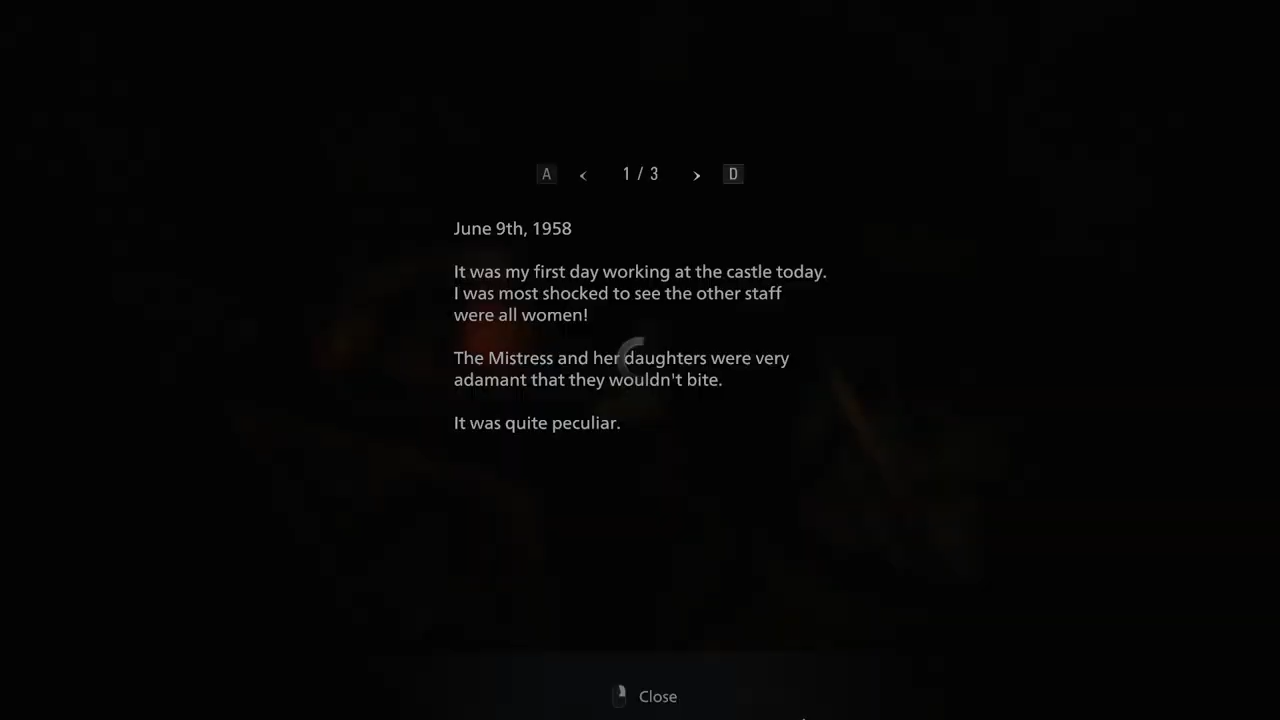 A < 1 / 3 > D
June 9th, 1958
It was my first day working at the castle today.
I was most shocked to see the other staff
were all women!
The Mistress and her daughters were very
adamant that they wouldn't bite.
It was quite peculiar.
Close